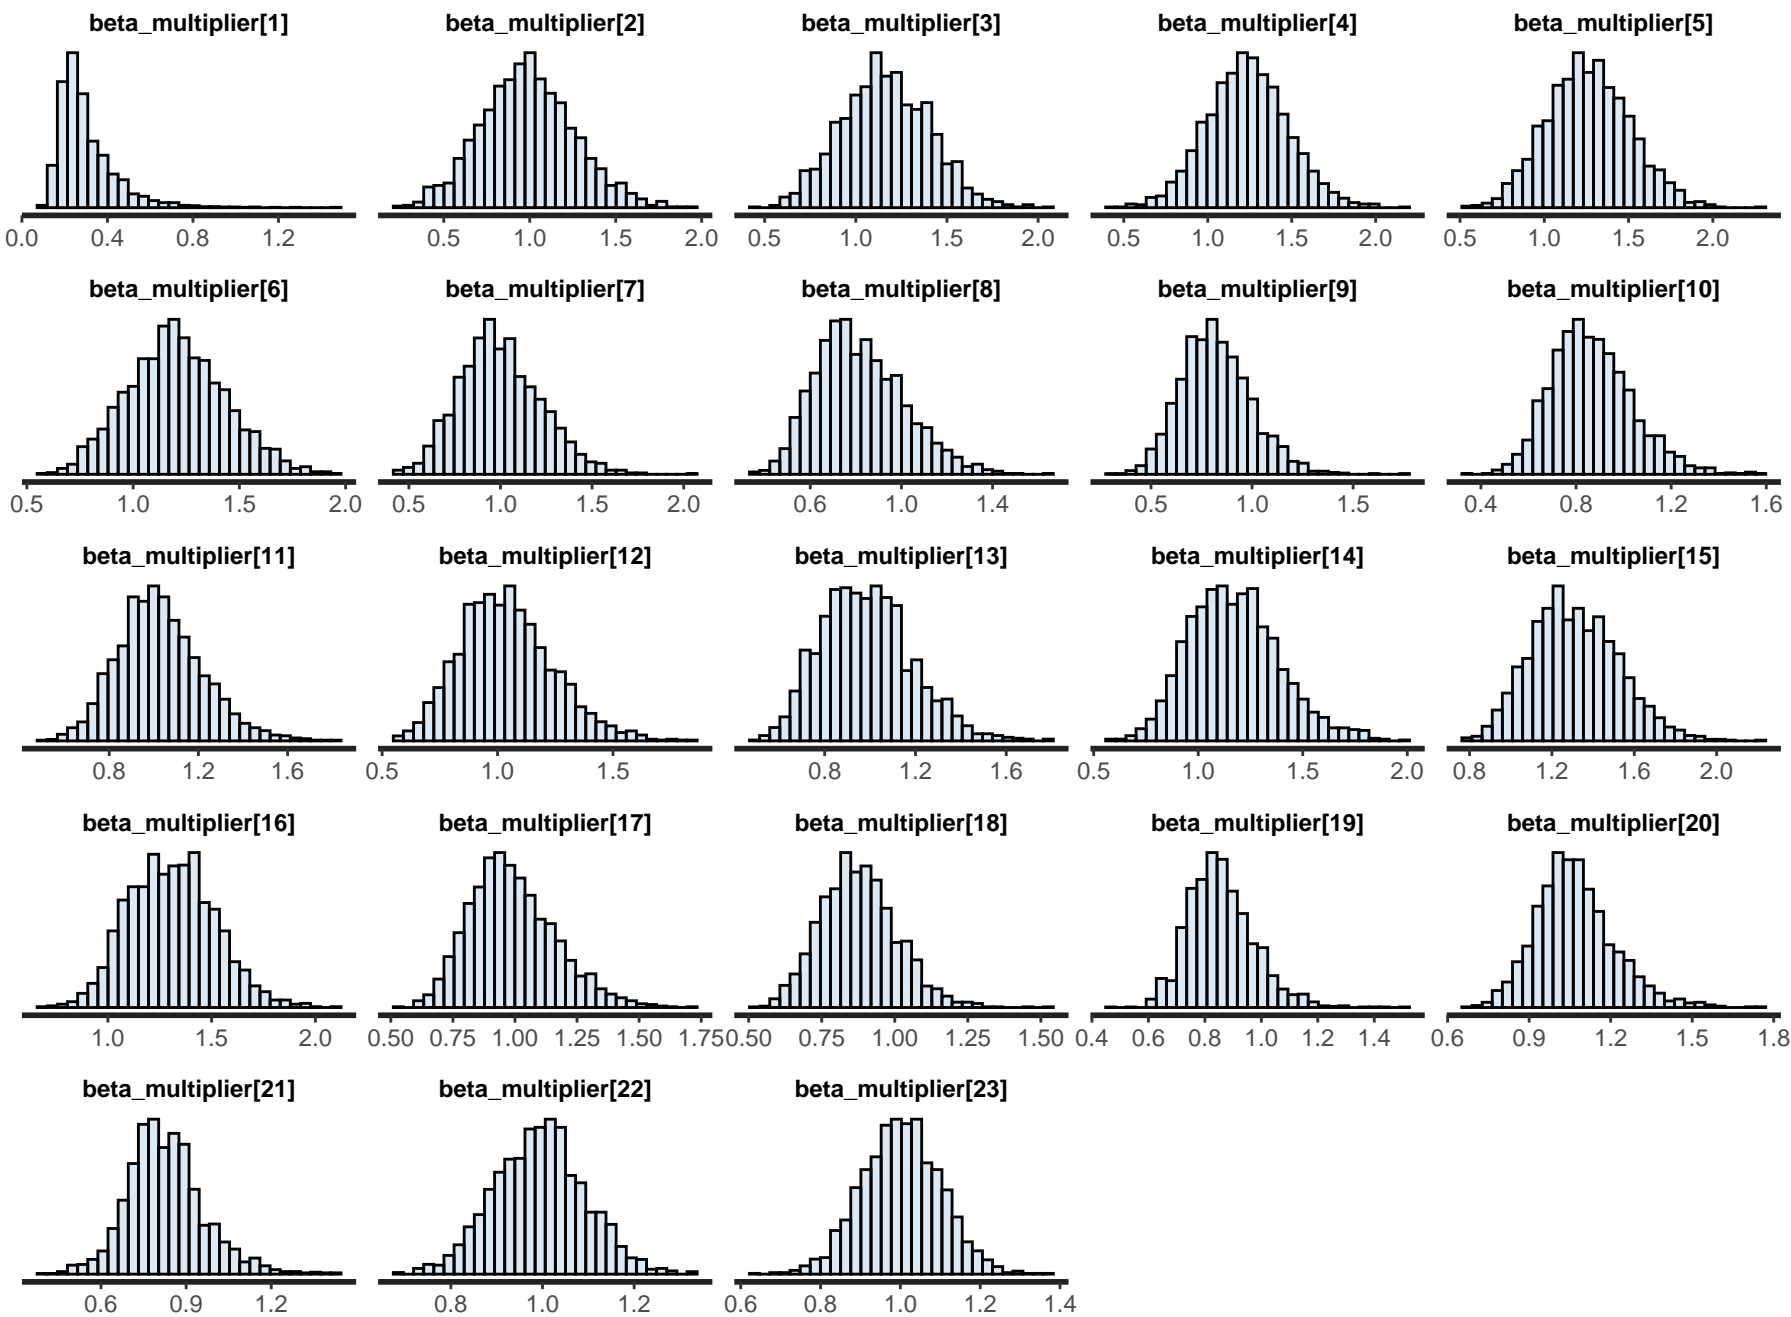 beta_multiplier[1] beta_multiplier[2] beta_multiplier[3] beta_multiplier[4] beta_multiplier[5]
0.0 0.4 0.8 1.2 0.5 1.0 1.5 2.0 0.5 1.0 1.5 2.0 0.5 1.0 1.5 2.0 0.5 1.0 1.5 2.0
beta_multiplier[6] beta_multiplier[7] beta_multiplier[8] beta_multiplier[9] beta_multiplier[10]
0.5 1.0 1.5 2.0 0.5 1.0 1.5 2.0 0.6 1.0 1.4 0.5 1.0 1.5 0.4 0.8 1.2 1.6
beta_multiplier[11] beta_multiplier[12] beta_multiplier[13] beta_multiplier[14] beta_multiplier[15]
0.8 1.2 1.6 0.5 1.0 1.5 0.8 1.2 1.6 0.5 1.0 1.5 2.0 0.8 1.2 1.6 2.0
beta_multiplier[16] beta_multiplier[17] beta_multiplier[18] beta_multiplier[19] beta_multiplier[20]
1.0 1.5 2.0 0.50 0.75 1.00 1.25 1.50 1.75 0.50 0.75 1.00 1.25 1.50 0.4 0.6 0.8 1.0 1.2 1.4 0.6 0.9 1.2 1.5 1.8
beta_multiplier[21] beta_multiplier[22] beta_multiplier[23]
0.6 0.9 1.2 0.8 1.0 1.2 0.6 0.8 1.0 1.2 1.4